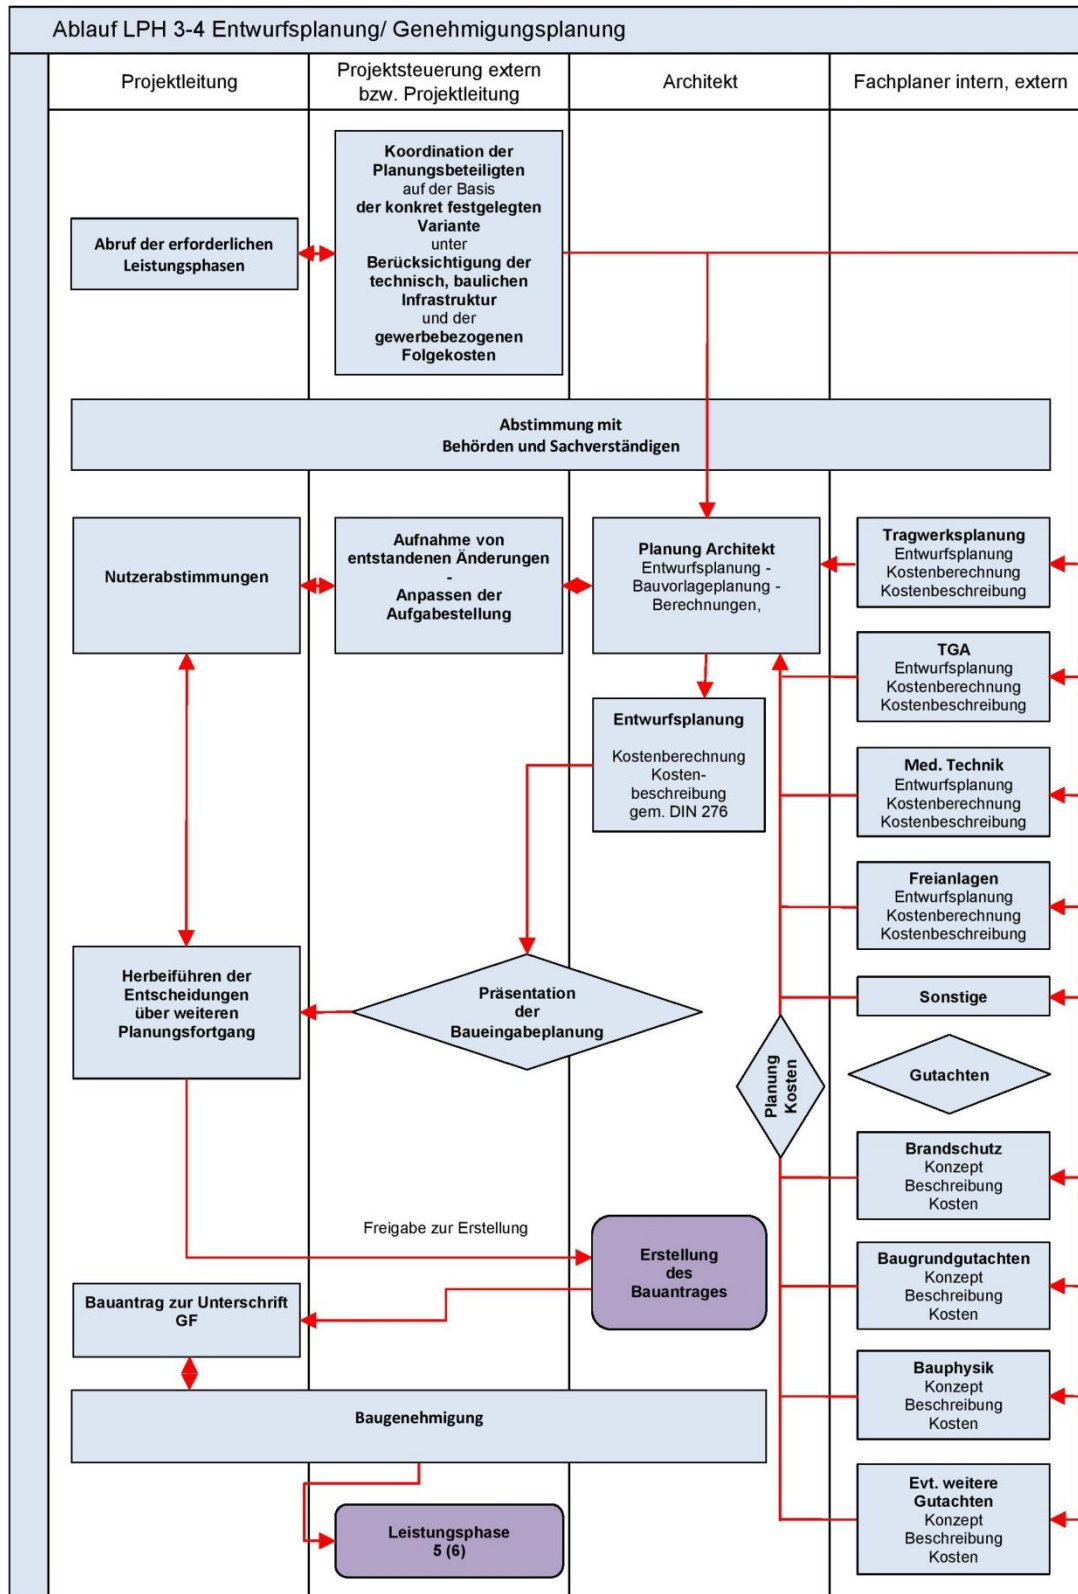 Ablauf LPH 3-4 Entwurfsplanung/ Genehmigungsplanung
Projektleitung
Projektsteuerung extern
bzw. Projektleitung
Architekt
Fachplaner intern, extern
Koordination der
Planungsbeteiligten
auf der Basis
der konkret festgelegten
Variante
unter
Berücksichtigung der
technisch, baulichen
Infrastruktur
und der
gewerbebezogenen
Folgekosten
Abruf der erforderlichen
Leistungsphasen
Abstimmung mit
Behörden und Sachverständigen
Nutzerabstimmungen
Aufnahme von
entstandenen Änderungen
-
Anpassen der
Aufgabestellung
Planung Architekt
Entwurfsplanung -
Bauvorlageplanung -
Berechnungen,
Tragwerksplanung
Entwurfsplanung
Kostenberechnung
Kostenbeschreibung
TGA
Entwurfsplanung
Kostenberechnung
Kostenbeschreibung
Entwurfsplanung
Kostenberechnung
Kosten-
beschreibung
gem. DIN 276
Med. Technik
Entwurfsplanung
Kostenberechnung
Kostenbeschreibung
Freianlagen
Entwurfsplanung
Kostenberechnung
Kostenbeschreibung
Herbeiführen der
Entscheidungen
über weiteren
Planungsfortgang
Präsentation
der
Baueingabeplanung
Sonstige
Planung
Kosten
Gutachten
Brandschutz
Konzept
Beschreibung
Kosten
Freigabe zur Erstellung
Erstellung
des
Bauantrages
Baugrundgutachten
Konzept
Beschreibung
Kosten
Bauantrag zur Unterschrift
GF
Bauphysik
Konzept
Beschreibung
Kosten
Baugenehmigung
Evt. weitere
Gutachten
Konzept
Beschreibung
Kosten
Leistungsphase
5 (6)